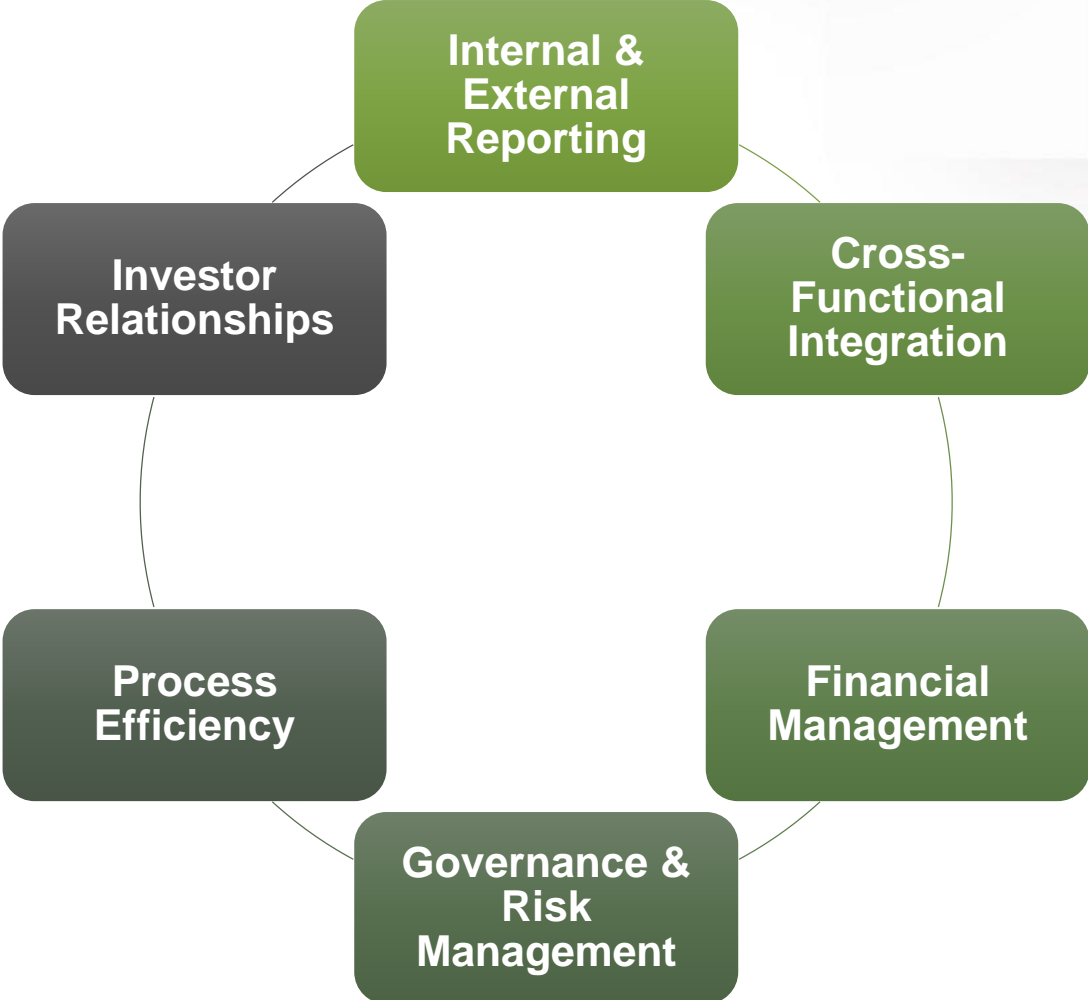 Internal &
External
Reporting
Cross-
Functional
Integration
Financial
Management
Governance &
Risk
Management
Process
Efficiency
Investor
Relationships